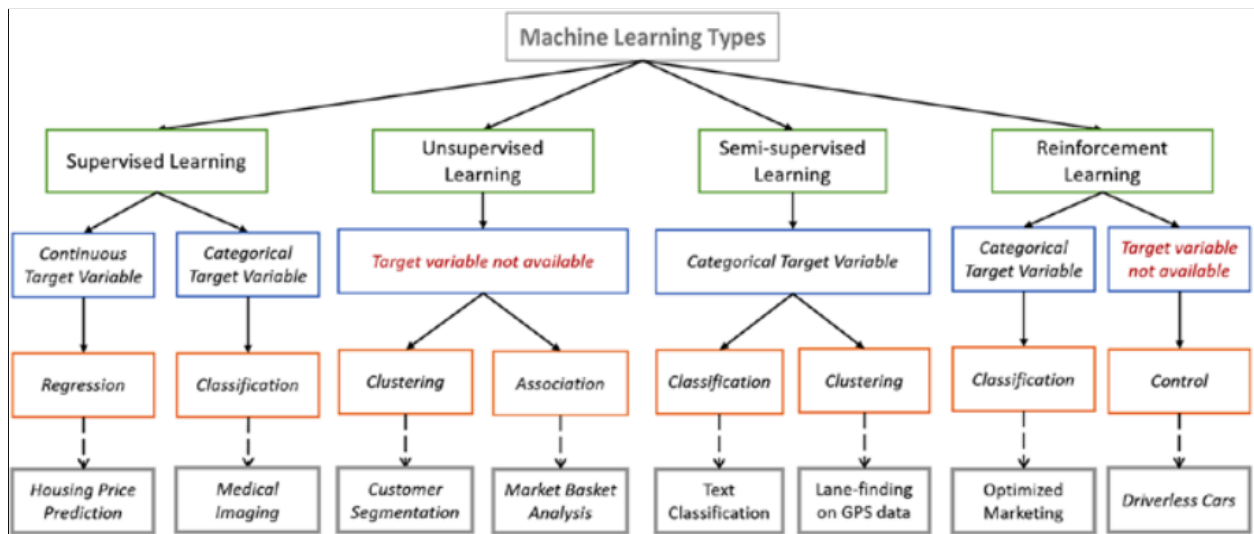 Machine Learning Types
Supervised Learning
Unsupervised
Learning
Semi-supervised
Learning
Reinforcement
Learning
Continuous
Target Variable
Categorical
Target Variable
Target variable not available
Categorical Target Variable
Categorical
Target Variable
Target variable
not available
Regression
Classification
Clustering
Association
Classification
Clustering
Classification
Control
Housing Price
Prediction
Medical
Imaging
Customer
Segmentation
Market Basket
Analysis
Text
Classification
Lane-finding
on GPS data
Optimized
Marketing
Driverless Cars